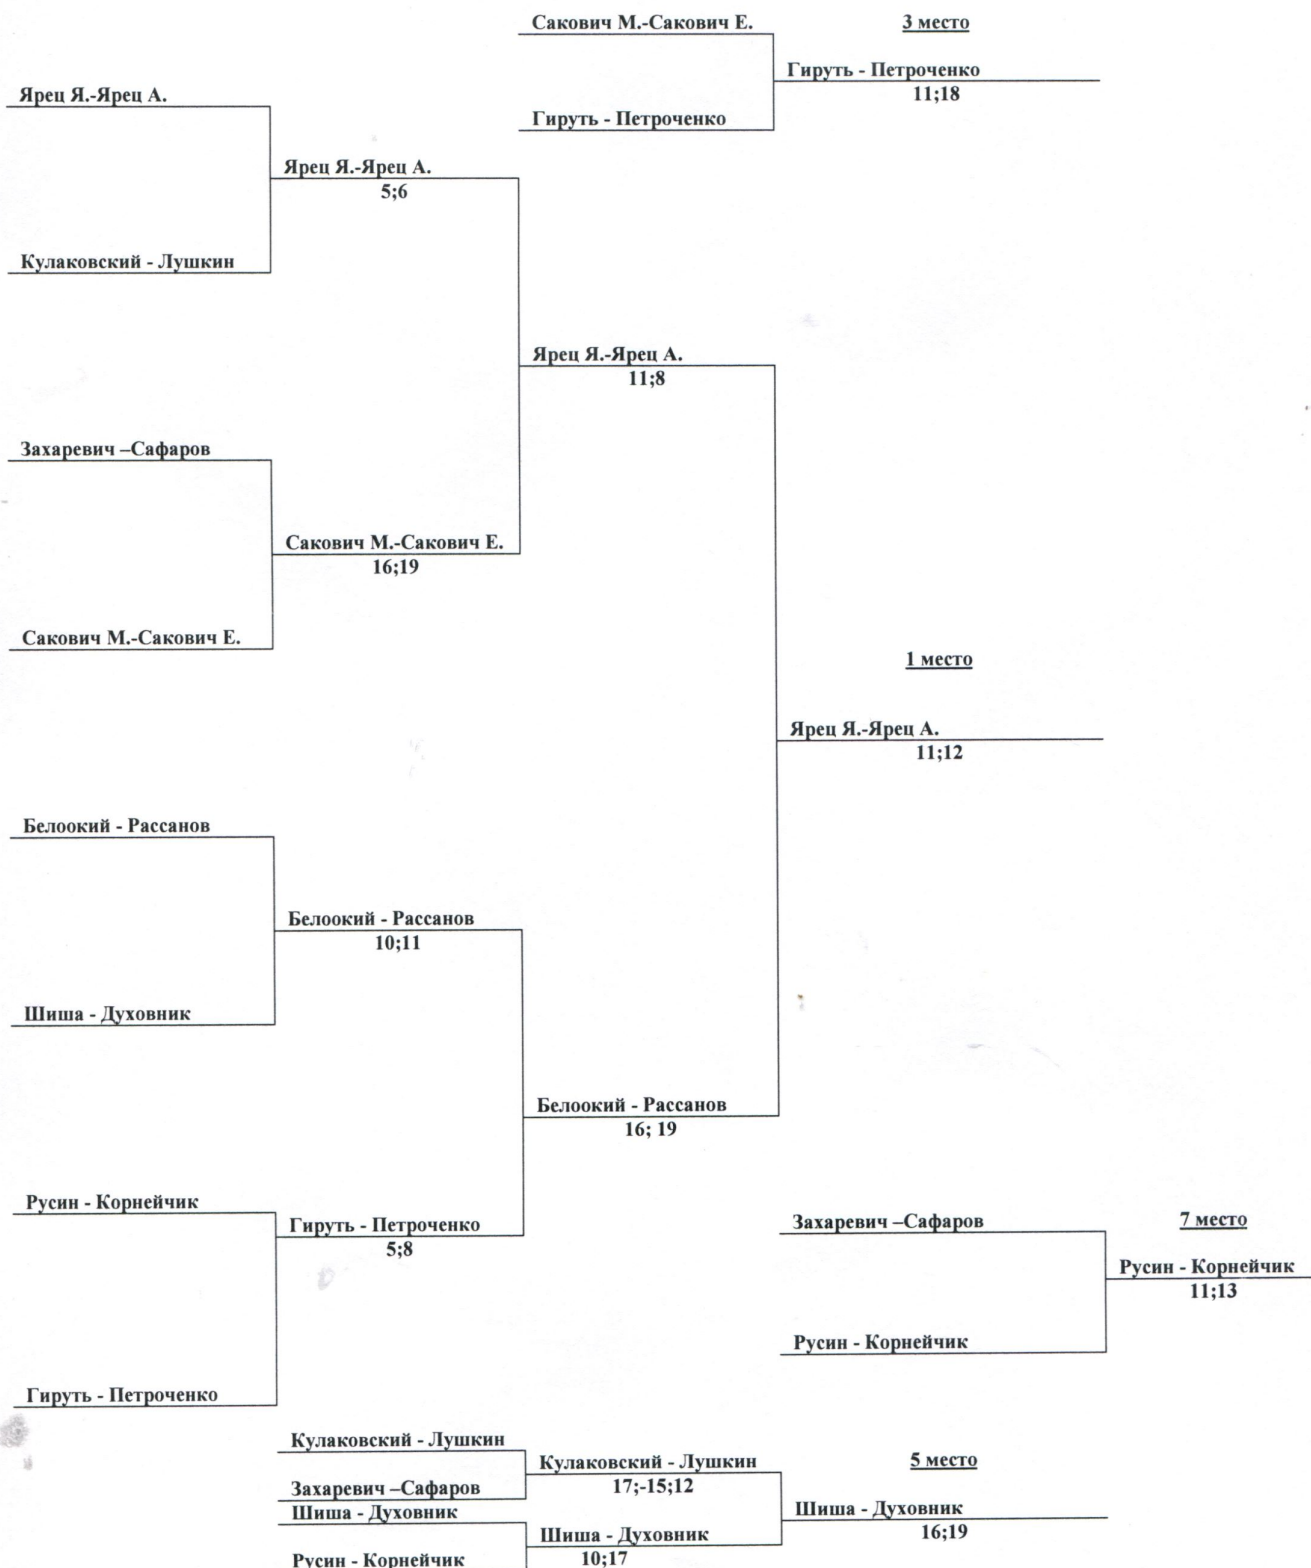 Сакович М.-Сакович Е.
3 место
Гируть - Петроченко
11;18
Гируть - Петроченко
Ярец Я.-Ярец А.
Ярец Я.-Ярец А.
5;6
Кулаковский - Лушкин
Ярец Я.-Ярец А.
11;8
Захаревич –Сафаров
Сакович М.-Сакович Е.
16;19
Сакович М.-Сакович Е.
1 место
Ярец Я.-Ярец А.
11;12
Белоокий - Рассанов
Белоокий - Рассанов
10;11
Шиша - Духовник
Белоокий - Рассанов
16; 19
Русин - Корнейчик
Гируть - Петроченко
5;8
Гируть - Петроченко
Захаревич –Сафаров
7 место
Русин - Корнейчик
11;13
Русин - Корнейчик
Кулаковский - Лушкин
Кулаковский - Лушкин
17;-15;12
Захаревич –Сафаров
5 место
Шиша - Духовник
16;19
Шиша - Духовник
Шиша - Духовник
10;17
Русин - Корнейчик